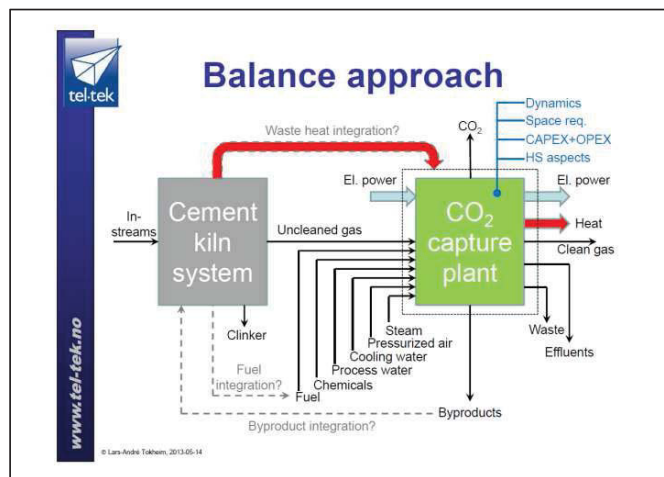 tel-tek
Balance approach
Waste heat integration?
CO2
Dynamics
Space req.
CAPEX+OPEX
HS aspects
El. power
El. power
In-
streams
Cement
kiln
system
Uncleaned gas
CO2
capture
plant
Heat
Clean gas
Clinker
Steam
Pressurized air
Cooling water
Process water
Chemicals
Fuel
Waste
Effluents
Fuel
integration?
Byproducts
Byproduct integration?
www.tel-tek.no
© Lars-André Tokheim, 2013-05-14